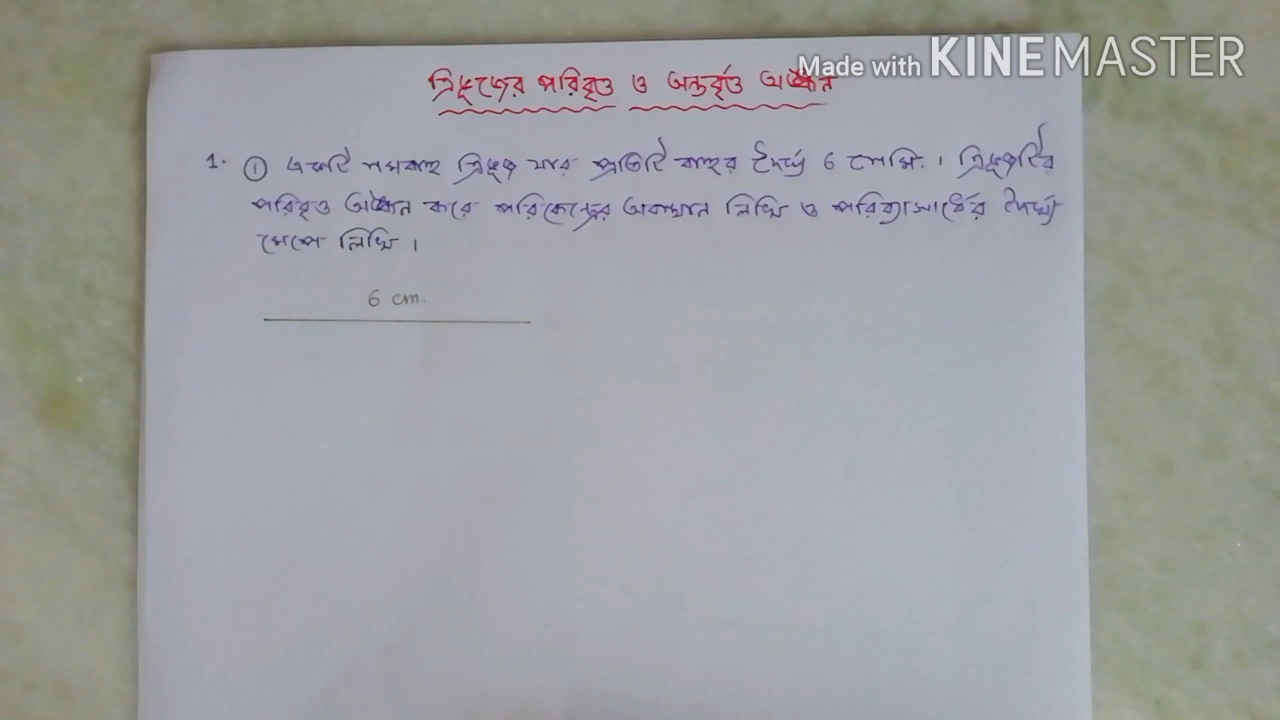 Made with KINEMASTER
ত্রিভুজের পরিবৃত্ত ও অন্তর্বৃত্ত অঙ্কন
1. ① একটি সমবাহু ত্রিভুজ যার প্রতিটি বাহুর দৈর্ঘ্য 6 সেমি. । ত্রিভুজটির
পরিবৃত্ত অঙ্কন করে পরিকেন্দ্রের অবস্থান লিখি ও পরিব্যাসার্ধের দৈর্ঘ্য
মেপে লিখি ।
6 cm.